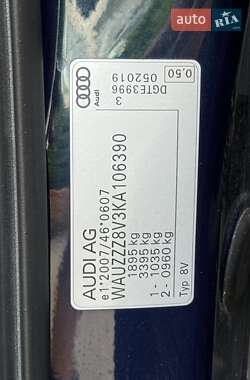 AUTO RIA
AUDI AG
e1*2007/46*0607
WAUZZZ8V3KA106390
1895 kg
3095 kg
1 - 1035 kg
2 - 0960 kg
Typ 8V
3
DGTE3996
052019
0,50
Audi